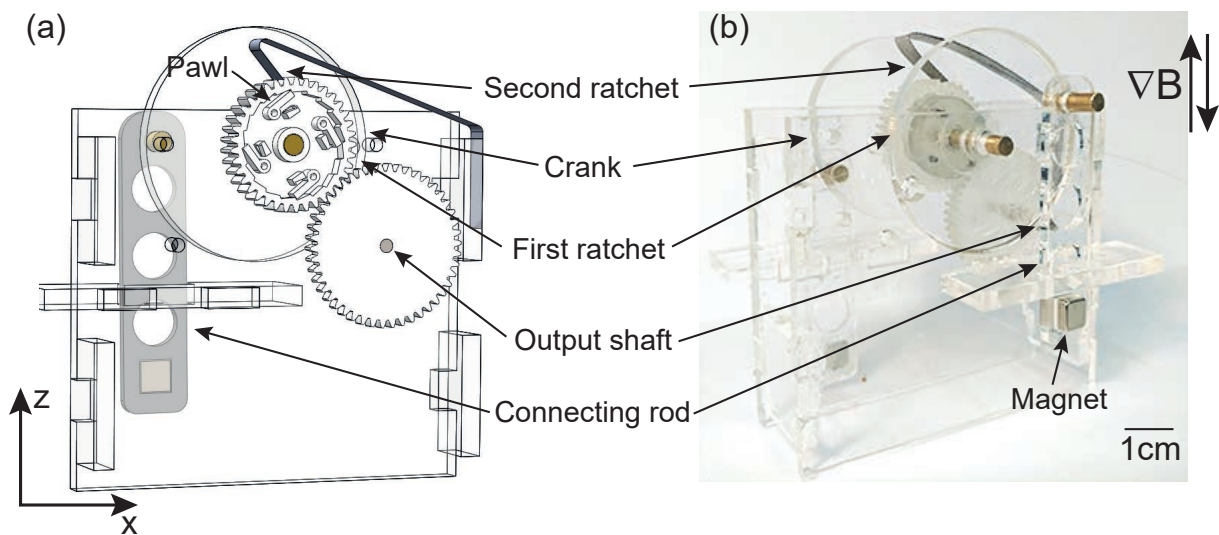 (a)
(b)
Pawl
Second ratchet
∇B
Crank
First ratchet
Output shaft
Connecting rod
Magnet
1cm
z
x